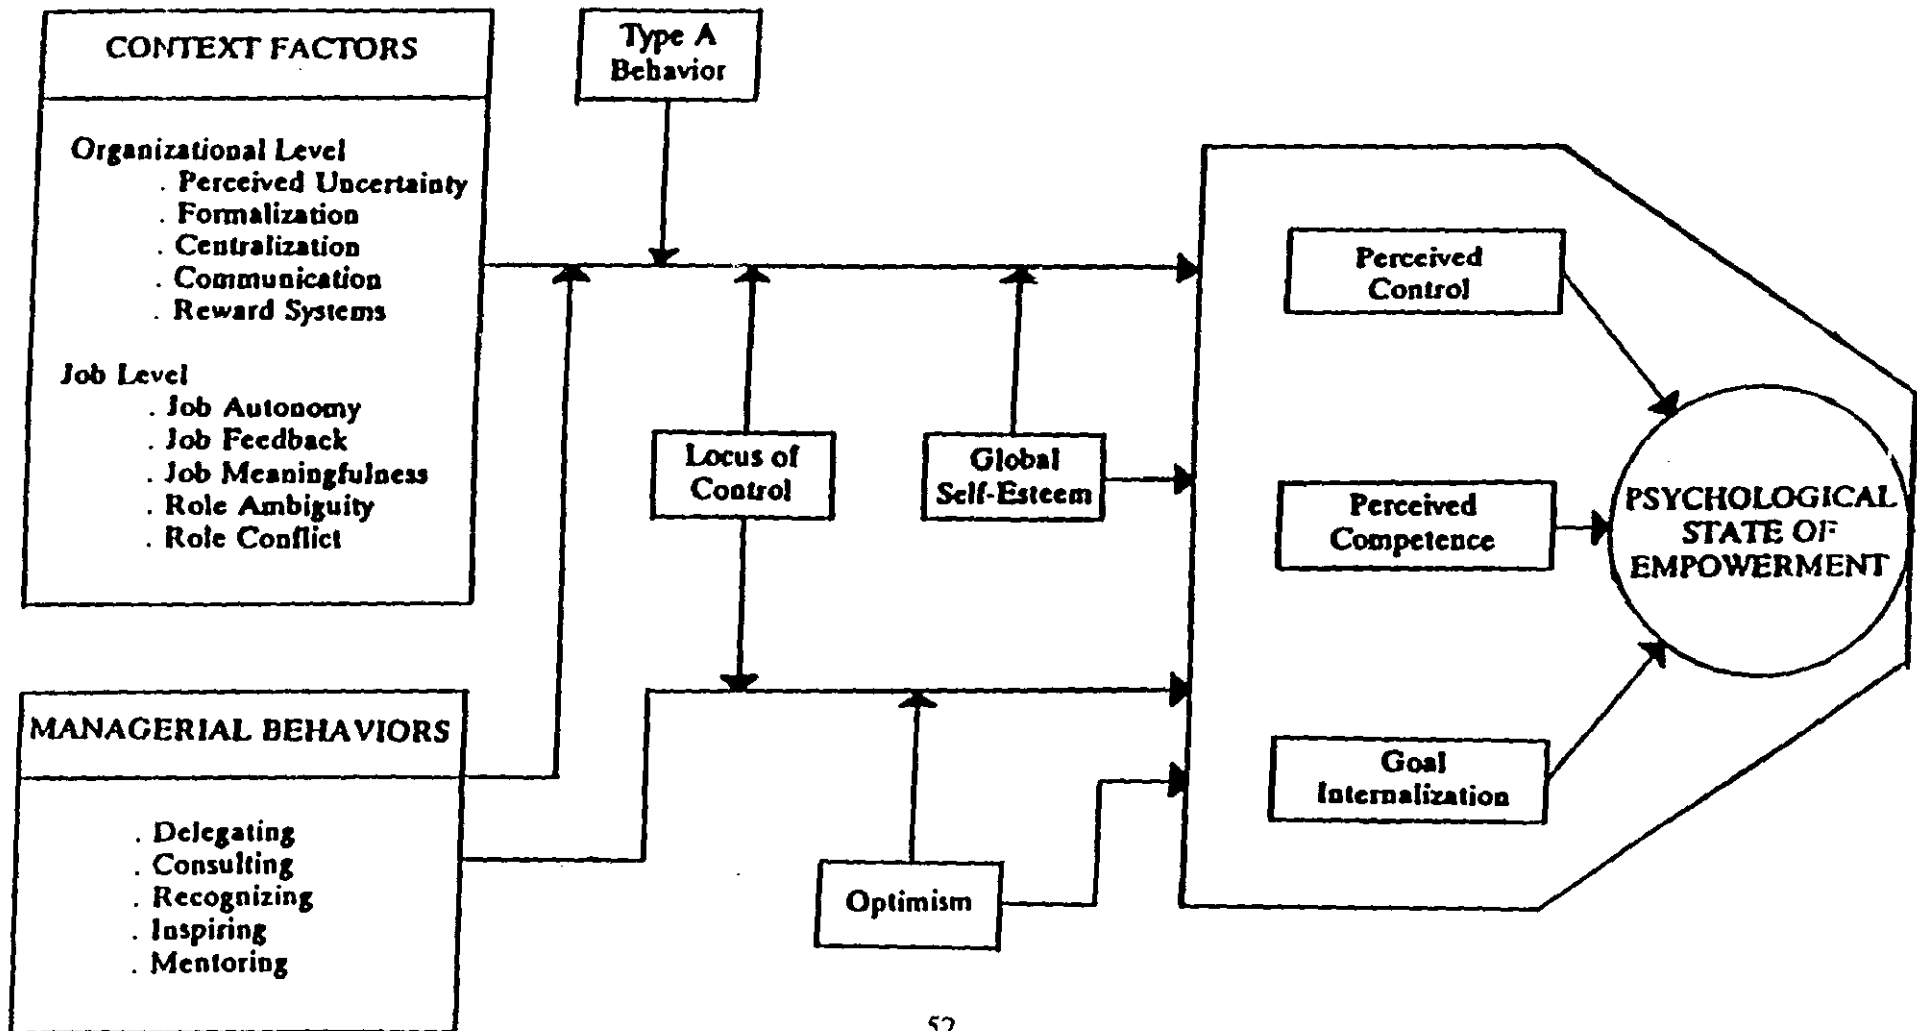 CONTEXT FACTORS
Organizational Level
. Perceived Uncertainty
. Formalization
. Centralization
. Communication
. Reward Systems
Job Level
. Job Autonomy
. Job Feedback
. Job Meaningfulness
. Role Ambiguity
. Role Conflict
MANAGERIAL BEHAVIORS
. Delegating
. Consulting
. Recognizing
. Inspiring
. Mentoring
Type A
Behavior
Locus of
Control
Global
Self-Esteem
Optimism
Perceived
Control
Perceived
Competence
Goal
Internalization
PSYCHOLOGICAL
STATE OF
EMPOWERMENT
52